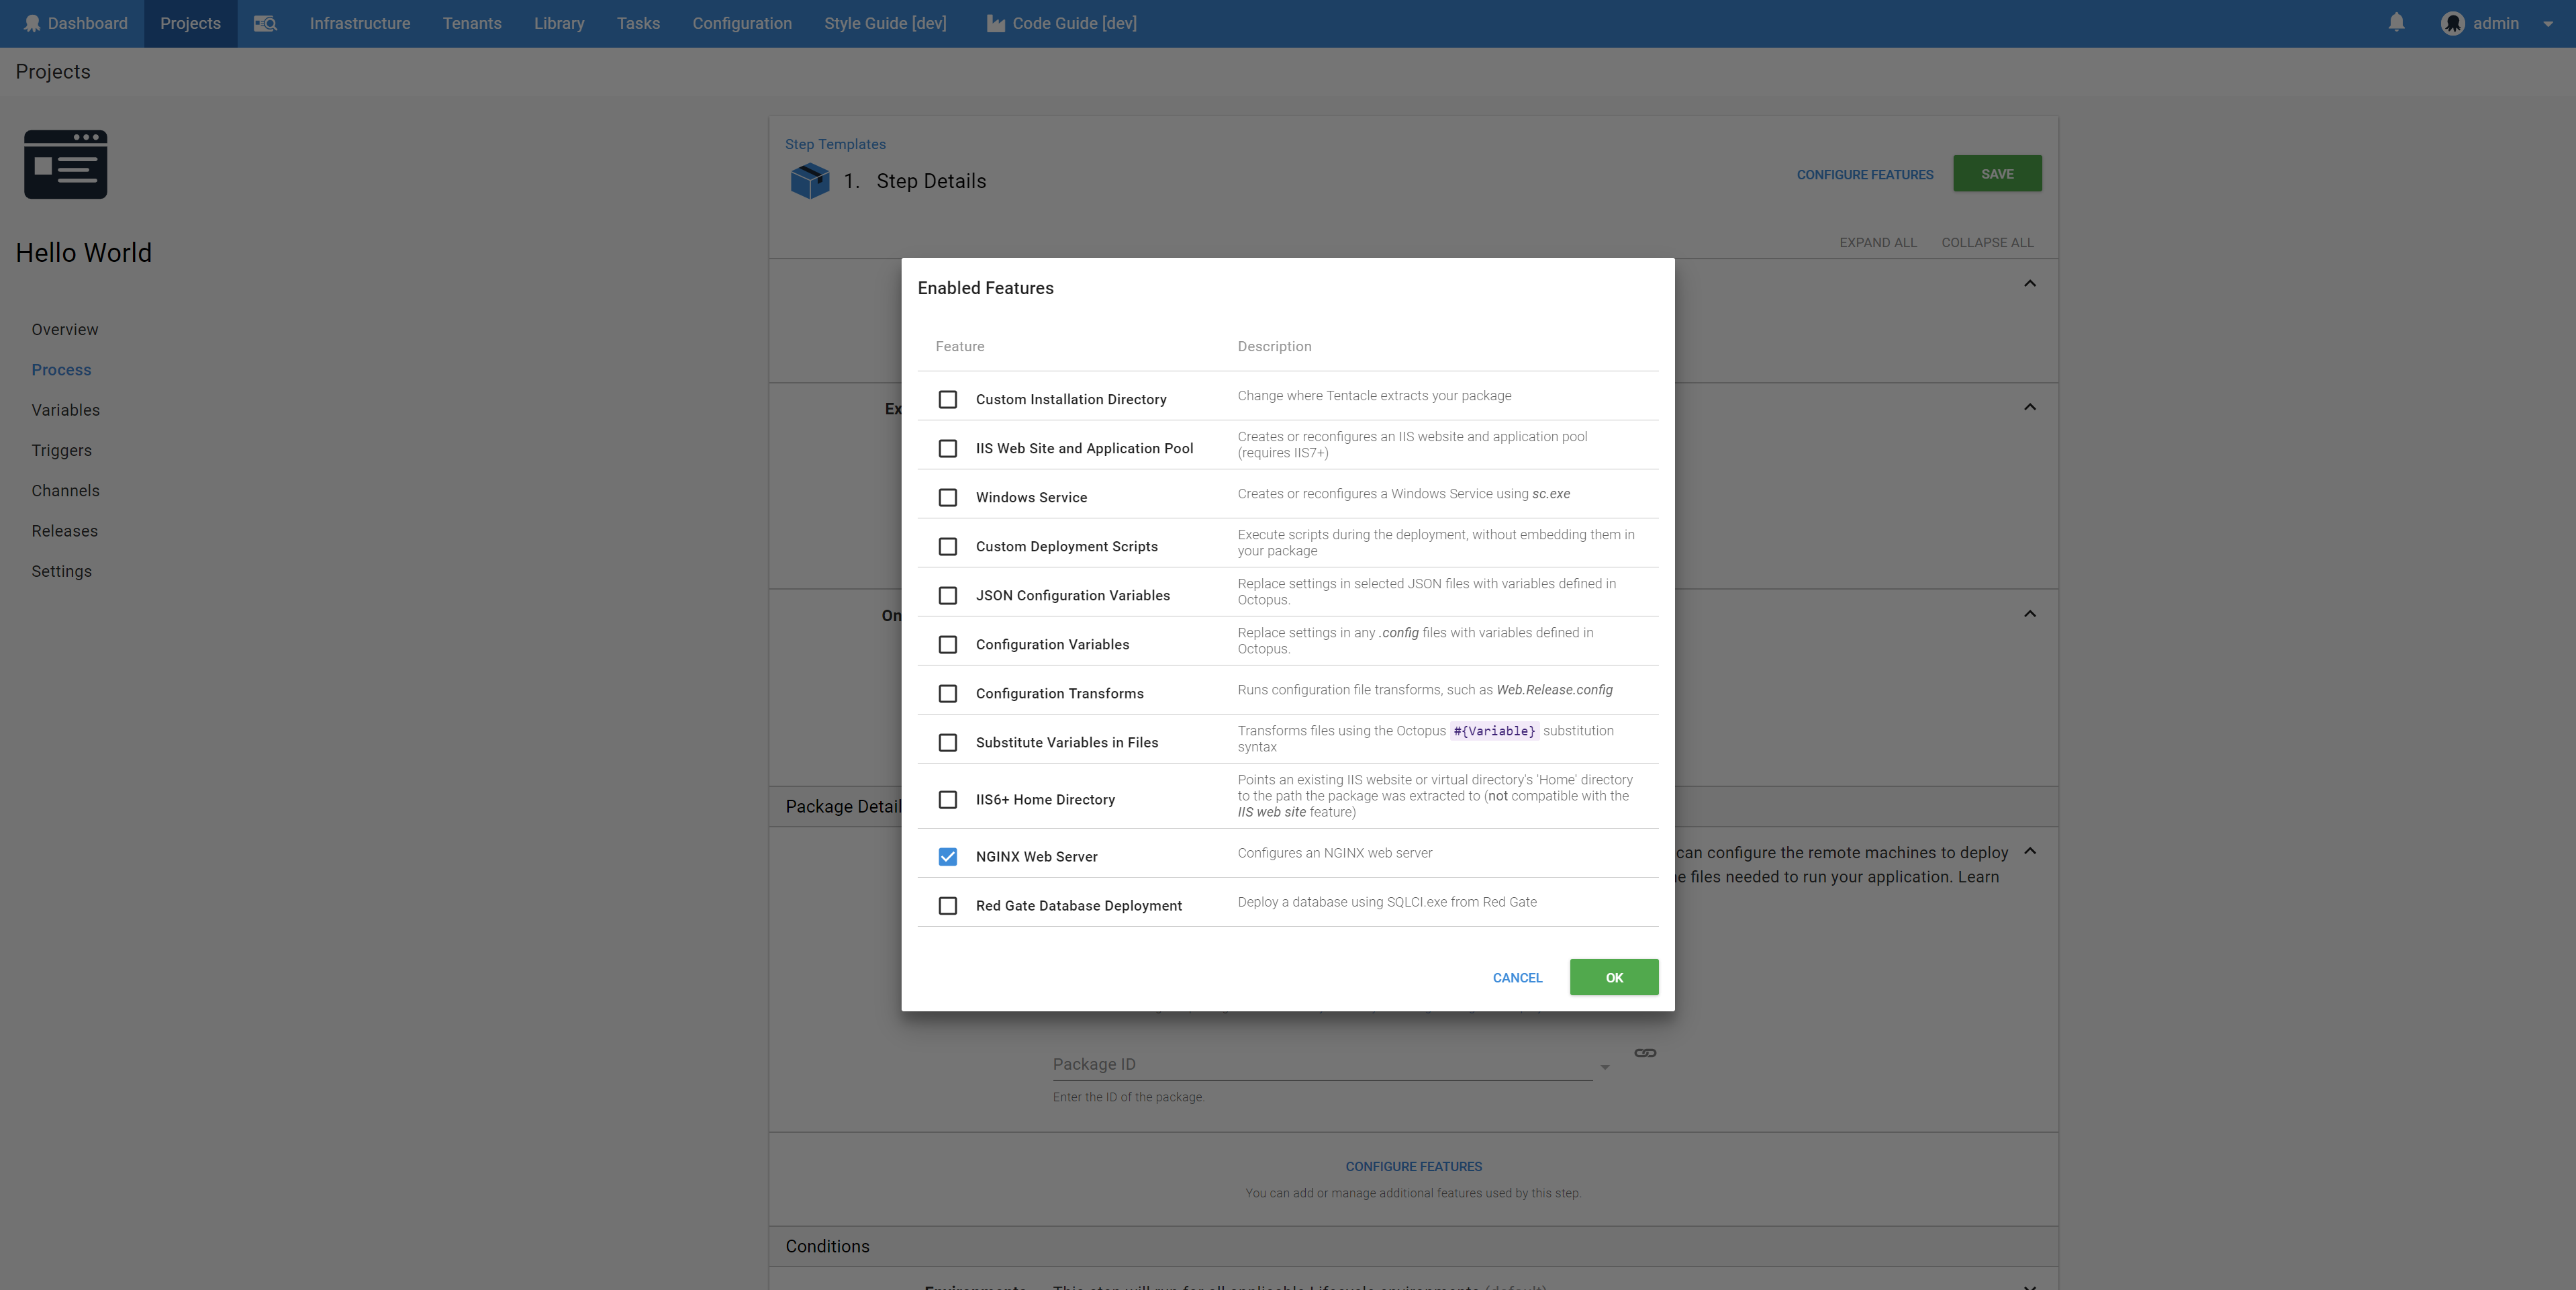 Dashboard Projects Infrastructure Tenants Library Tasks Configuration Style Guide [dev] Code Guide [dev] admin
Projects
Step Templates
1. Step Details
CONFIGURE FEATURES
SAVE
EXPAND ALL COLLAPSE ALL
Hello World
Overview
Process
Variables
Triggers
Channels
Releases
Settings
Enabled Features
Feature Description
Custom Installation Directory Change where Tentacle extracts your package
IIS Web Site and Application Pool Creates or reconfigures an IIS website and application pool
(requires IIS7+)
Windows Service Creates or reconfigures a Windows Service using sc.exe
Custom Deployment Scripts Execute scripts during the deployment, without embedding them in
your package
JSON Configuration Variables Replace settings in selected JSON files with variables defined in
Octopus.
Configuration Variables Replace settings in any .config files with variables defined in
Octopus.
Configuration Transforms Runs configuration file transforms, such as Web.Release.config
Substitute Variables in Files Transforms files using the Octopus #{Variable} substitution
syntax
IIS6+ Home Directory Points an existing IIS website or virtual directory's 'Home' directory
to the path the package was extracted to (not compatible with the
IIS web site feature)
NGINX Web Server Configures an NGINX web server
Red Gate Database Deployment Deploy a database using SQLCI.exe from Red Gate
CANCEL OK
Package
can configure the remote machines to deploy
files needed to run your application. Learn
Package ID
Enter the ID of the package.
CONFIGURE FEATURES
You can add or manage additional features used by this step.
Conditions
Environments This step will run for all applicable Lifecycle environments (default)